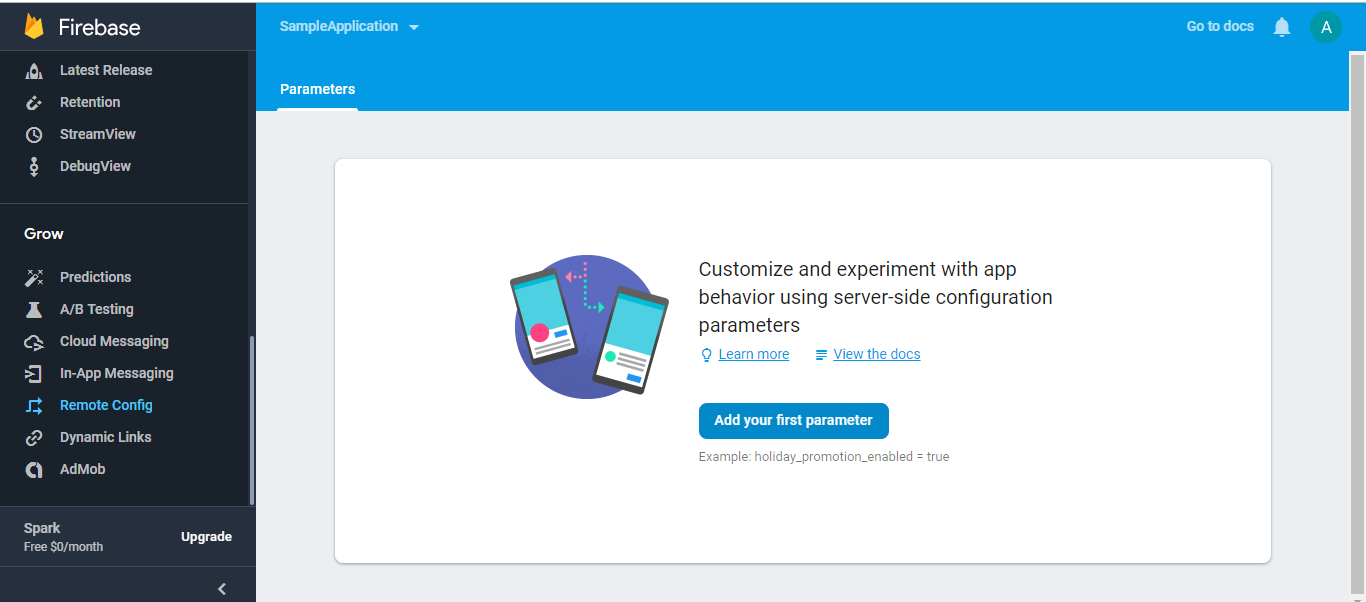 Firebase
SampleApplication
Go to docs
A
Latest Release
Retention
StreamView
DebugView
Grow
Predictions
A/B Testing
Cloud Messaging
In-App Messaging
Remote Config
Dynamic Links
AdMob
Spark
Free $0/month
Upgrade
Parameters
Customize and experiment with app
behavior using server-side configuration
parameters
Learn more View the docs
Add your first parameter
Example: holiday_promotion_enabled = true